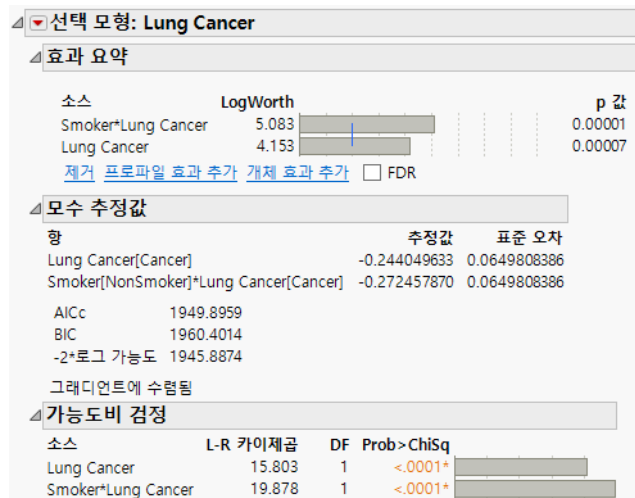 선택 모형: Lung Cancer
효과 요약
소스 LogWorth p 값
Smoker*Lung Cancer 5.083 0.00001
Lung Cancer 4.153 0.00007
제거 프로파일 효과 추가 개체 효과 추가 FDR
모수 추정값
항 추정값 표준 오차
Lung Cancer[Cancer] -0.244049633 0.0649808386
Smoker[NonSmoker]*Lung Cancer[Cancer] -0.272457870 0.0649808386
AICc 1949.8959
BIC 1960.4014
-2*로그 가능도 1945.8874
그래디언트에 수렴됨
가능도비 검정
소스 L-R 카이제곱 DF Prob>ChiSq
Lung Cancer 15.803 1 <.0001*
Smoker*Lung Cancer 19.878 1 <.0001*